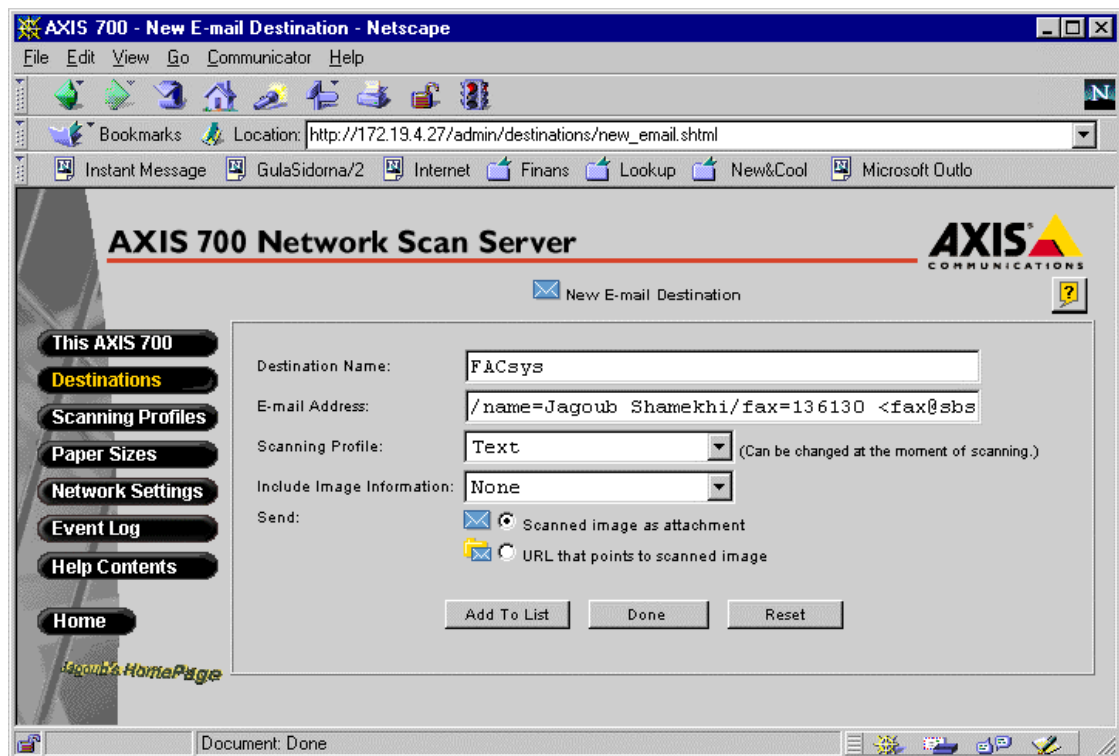 AXIS 700 - New E-mail Destination - Netscape
File Edit View Go Communicator Help
N
Bookmarks Location: http://172.19.4.27/admin/destinations/new_email.shtml
Instant Message GulaSidorna/2 Internet Finans Lookup New&Cool Microsoft Outlo
AXIS 700 Network Scan Server
AXIS
COMMUNICATIONS
New E-mail Destination
?
This AXIS 700
Destinations
Scanning Profiles
Paper Sizes
Network Settings
Event Log
Help Contents
Home
Jagoub's HomePage
Destination Name: FACsys
E-mail Address: /name=Jagoub Shamekhi/fax=136130 <fax@sbs
Scanning Profile: Text (Can be changed at the moment of scanning.)
Include Image Information: None
Send: Scanned image as attachment
URL that points to scanned image
Add To List Done Reset
Document: Done